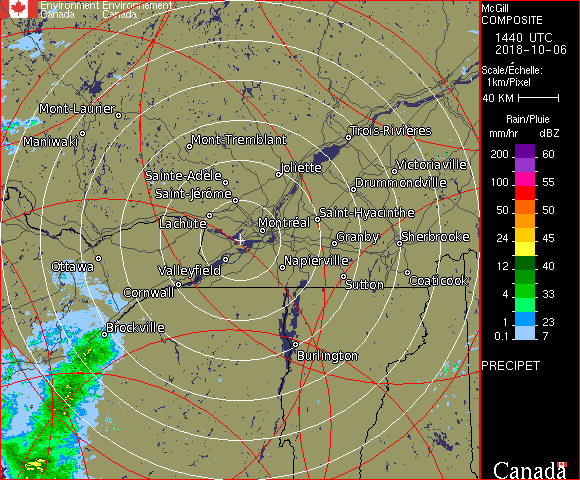 Environment Environnement
Canada Canada
McGill
COMPOSITE
1440 UTC
2018-10-06
Scale/Échelle:
1km/Pixel
40 KM
Rain/Pluie
mm/hr dBZ
200 60
150 55
100 55
50 50
24 45
12 40
4 33
1 23
0.1 7
PRECIPET
Canada
Mont-Laurier
Maniwaki
Mont-Tremblant
Trois-Rivières
Joliette
Victoriaville
Sainte-Adèle
Drummondville
Saint-Jérôme
Lachute
Montréal
Saint-Hyacinthe
Granby
Sherbrooke
Ottawa
Valleyfield
Napierville
Coaticook
Cornwall
Sutton
Brockville
Burlington